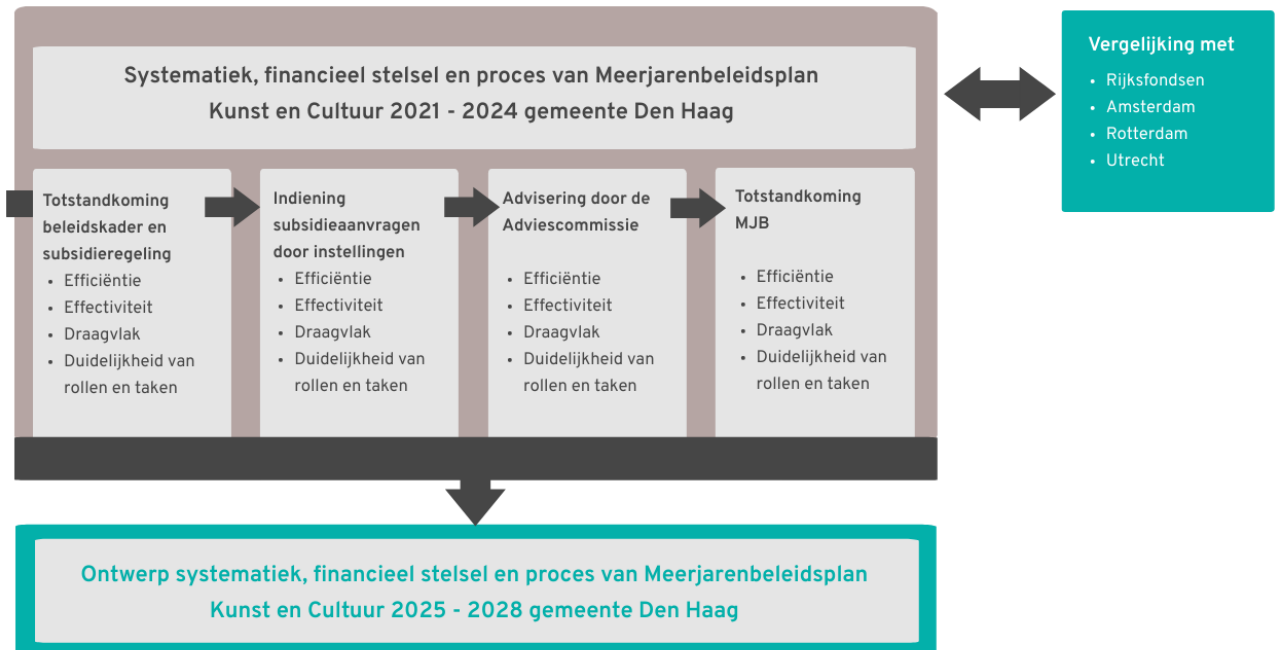 Systematiek, financieel stelsel en proces van Meerjarenbeleidsplan
Kunst en Cultuur 2021 - 2024 gemeente Den Haag
Vergelijking met
• Rijksfondsen
• Amsterdam
• Rotterdam
• Utrecht
Totstandkoming
beleidskader en
subsidieregeling
• Efficiëntie
• Effectiviteit
• Draagvlak
• Duidelijkheid van
rollen en taken
Indiening
subsidieaanvragen
door instellingen
• Efficiëntie
• Effectiviteit
• Draagvlak
• Duidelijkheid van
rollen en taken
Advisering door de
Adviescommissie
• Efficiëntie
• Effectiviteit
• Draagvlak
• Duidelijkheid van
rollen en taken
Totstandkoming
MJB
• Efficiëntie
• Effectiviteit
• Draagvlak
• Duidelijkheid van
rollen en taken
Ontwerp systematiek, financieel stelsel en proces van Meerjarenbeleidsplan
Kunst en Cultuur 2025 - 2028 gemeente Den Haag